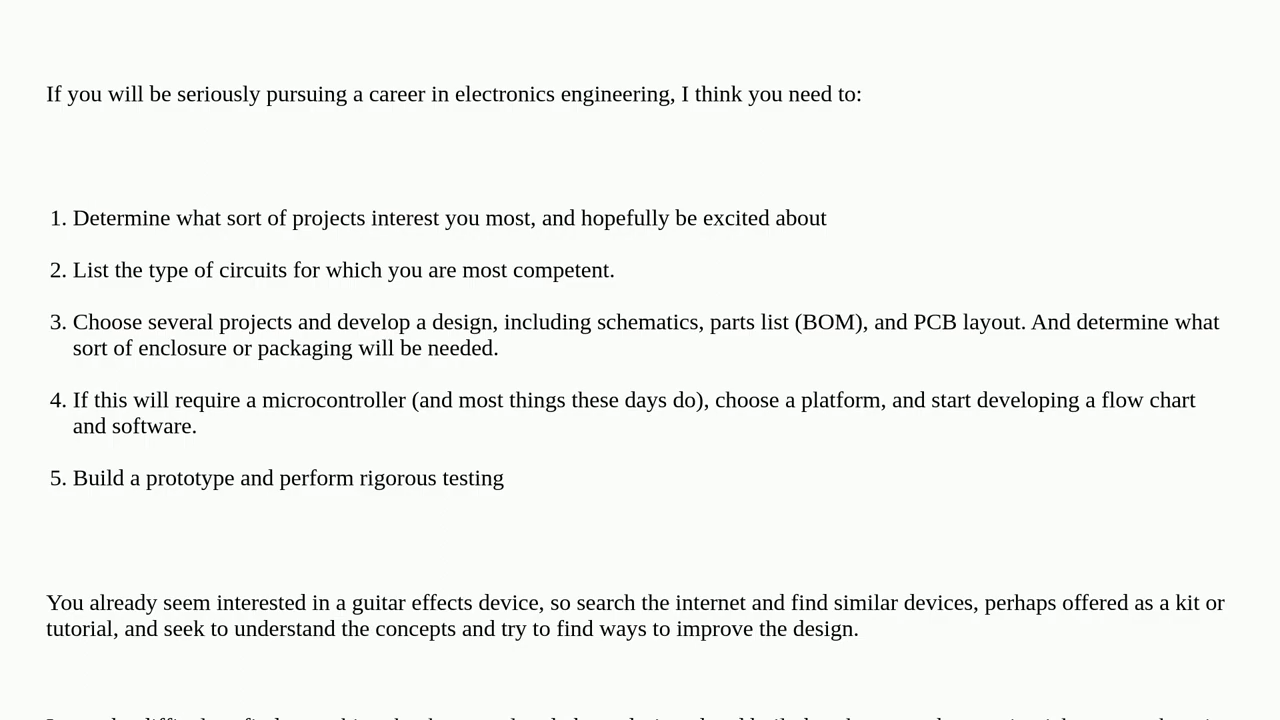 If you will be seriously pursuing a career in electronics engineering, I think you need to:
1. Determine what sort of projects interest you most, and hopefully be excited about
2. List the type of circuits for which you are most competent.
3. Choose several projects and develop a design, including schematics, parts list (BOM), and PCB layout. And determine what
sort of enclosure or packaging will be needed.
4. If this will require a microcontroller (and most things these days do), choose a platform, and start developing a flow chart
and software.
5. Build a prototype and perform rigorous testing
You already seem interested in a guitar effects device, so search the internet and find similar devices, perhaps offered as a kit or
tutorial, and seek to understand the concepts and try to find ways to improve the design.